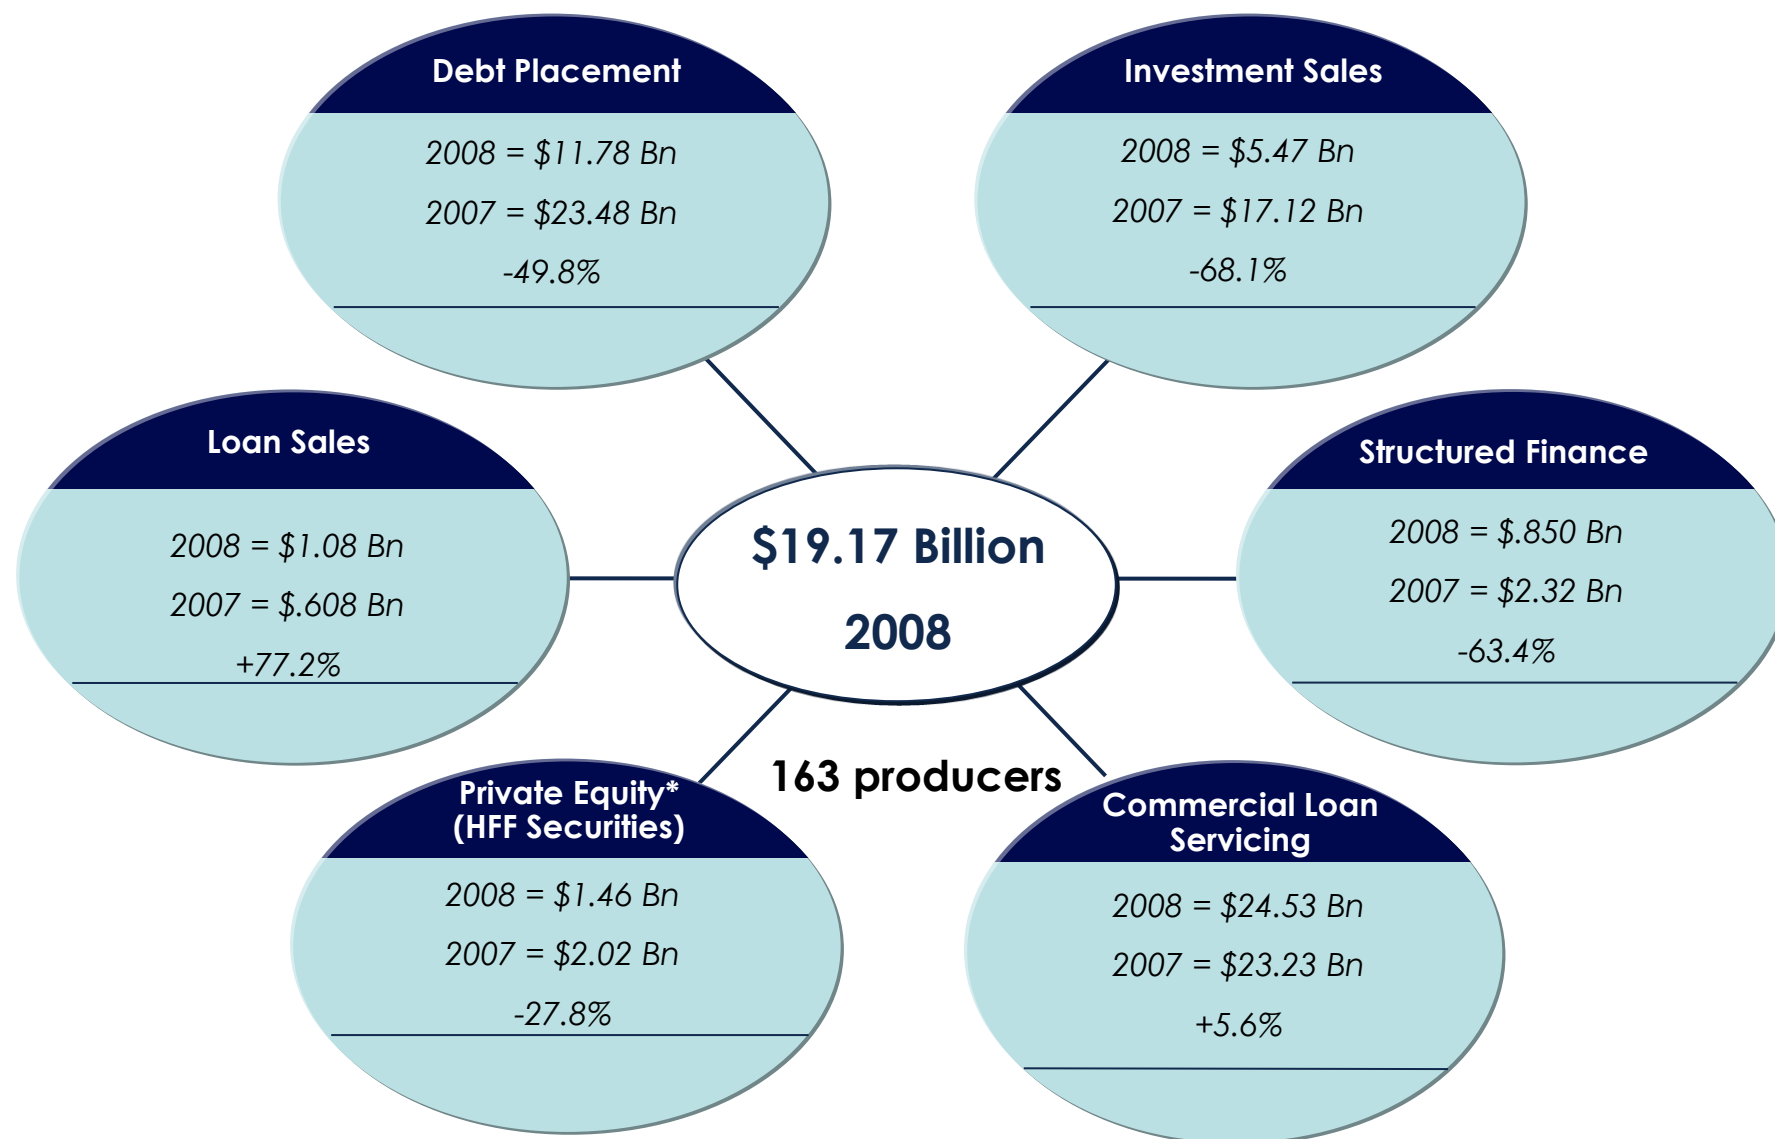 Debt Placement
2008 = $11.78 Bn
2007 = $23.48 Bn
-49.8%
Investment Sales
2008 = $5.47 Bn
2007 = $17.12 Bn
-68.1%
Loan Sales
2008 = $1.08 Bn
2007 = $.608 Bn
+77.2%
$19.17 Billion
2008
Structured Finance
2008 = $.850 Bn
2007 = $2.32 Bn
-63.4%
163 producers
Private Equity*
(HFF Securities)
2008 = $1.46 Bn
2007 = $2.02 Bn
-27.8%
Commercial Loan
Servicing
2008 = $24.53 Bn
2007 = $23.23 Bn
+5.6%